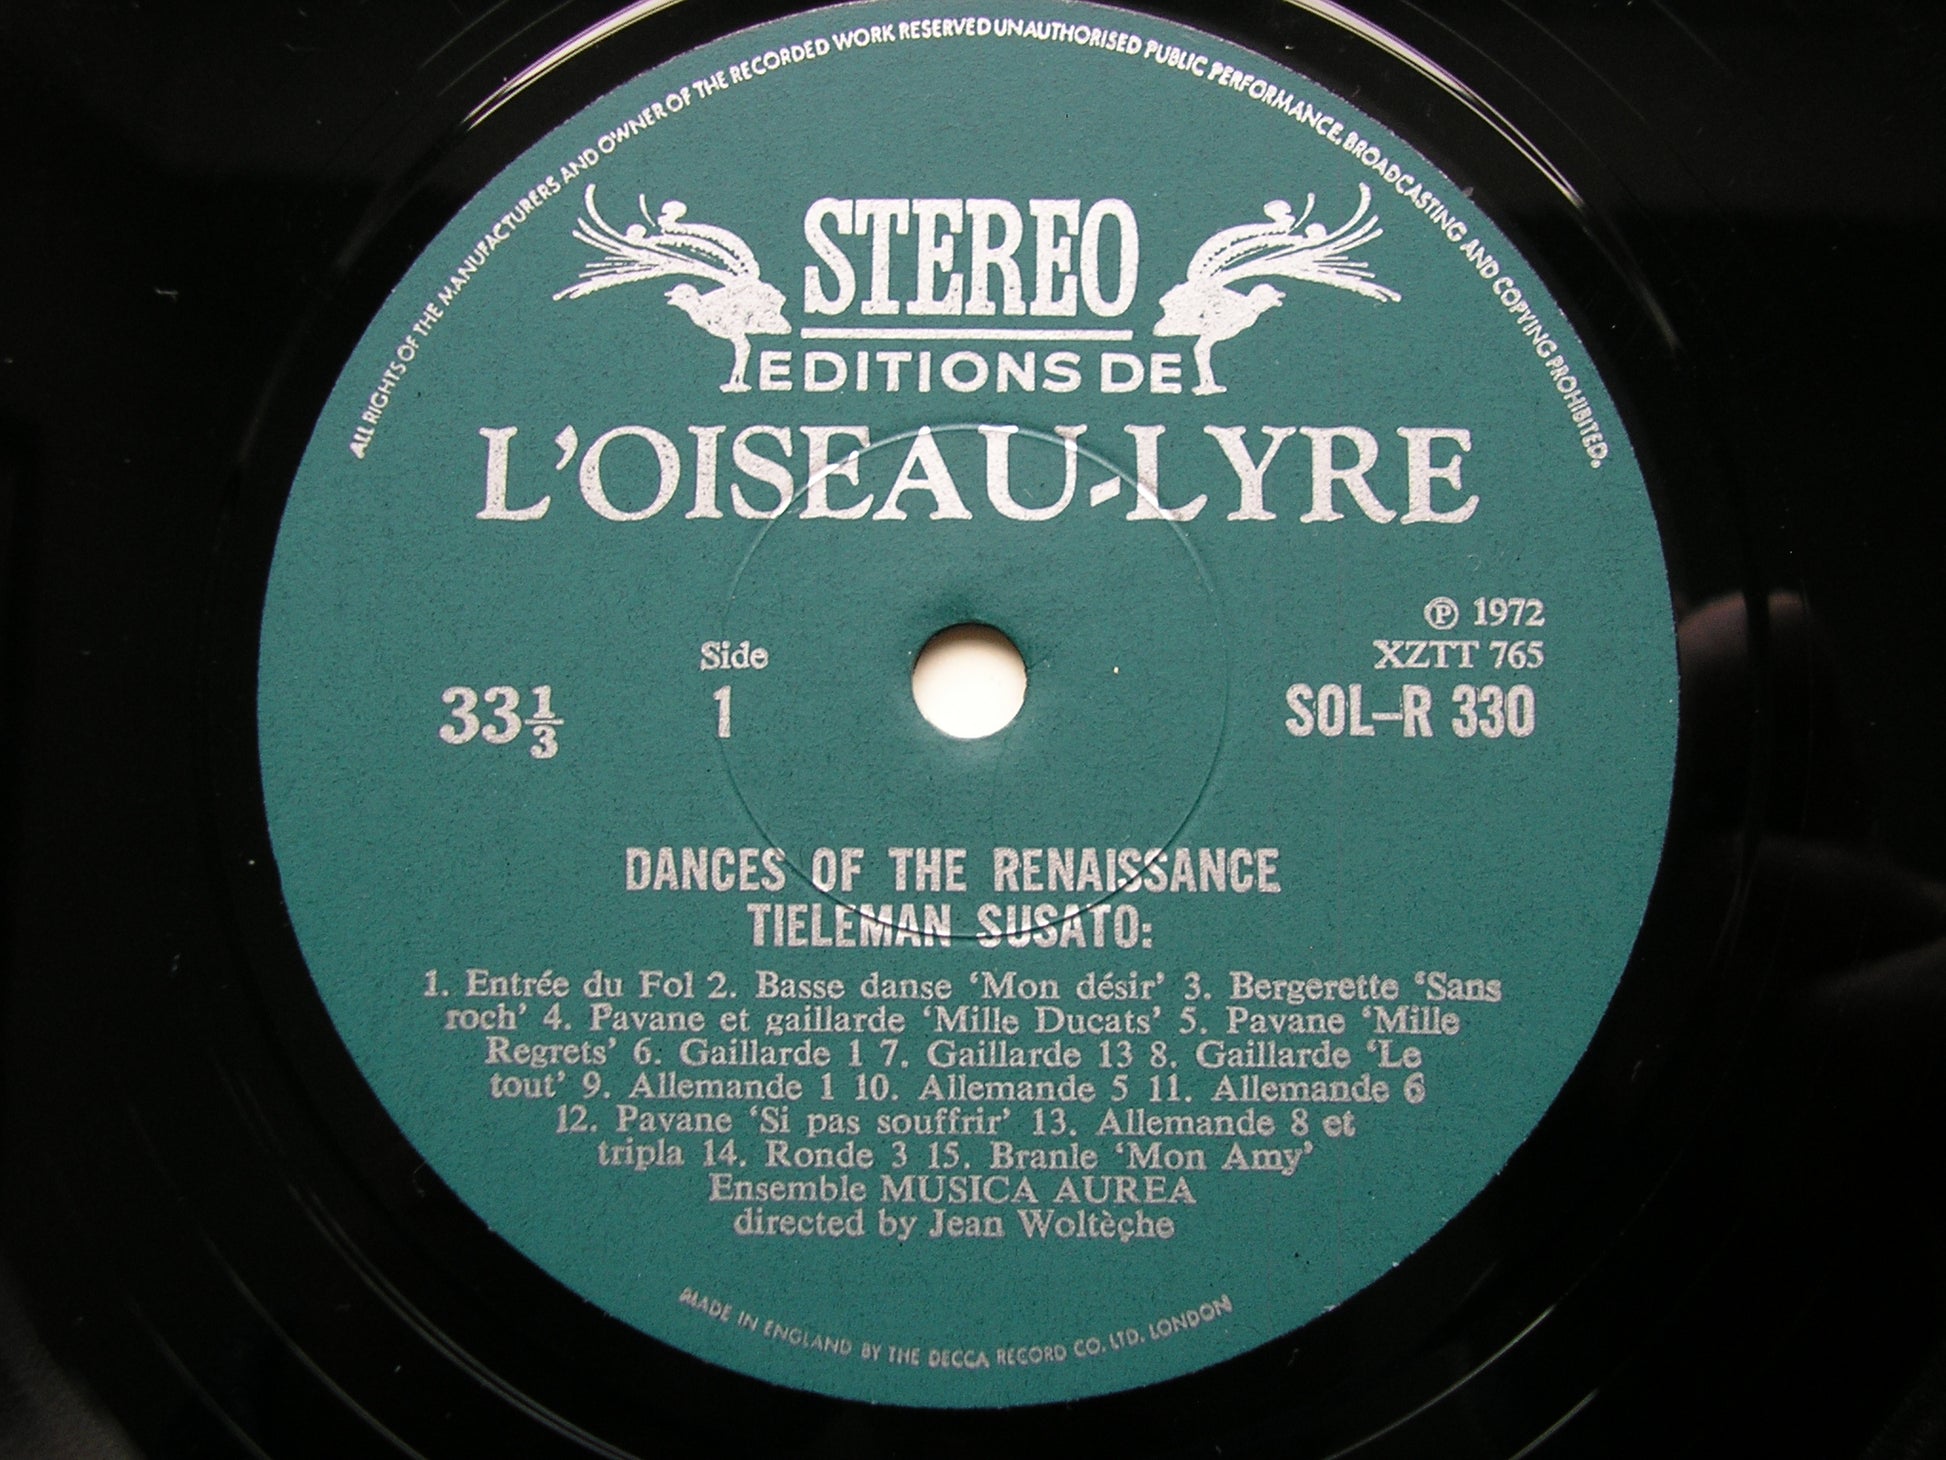 ALL RIGHTS OF THE MANUFACTURERS AND OWNER OF THE RECORDED WORK RESERVED UNAUTHORISED PUBLIC PERFORMANCE, BROADCASTING AND COPYING PROHIBITED.
STEREO
EDITIONS DE
L'OISEAU-LYRE
℗ 1972
Side XZTT 765
33⅓ 1 SOL–R 330
DANCES OF THE RENAISSANCE
TIELEMAN SUSATO:
1. Entrée du Fol 2. Basse danse ‘Mon désir’ 3. Bergerette ‘Sans
roch’ 4. Pavane et gaillarde ‘Mille Ducats’ 5. Pavane ‘Mille
Regrets’ 6. Gaillarde 1 7. Gaillarde 13 8. Gaillarde ‘Le
tout’ 9. Allemande 1 10. Allemande 5 11. Allemande 6
12. Pavane ‘Si pas souffrir’ 13. Allemande 8 et
tripla 14. Ronde 3 15. Branle ‘Mon Amy’
Ensemble MUSICA AUREA
directed by Jean Woltèçhe
MADE IN ENGLAND BY THE DECCA RECORD CO. LTD. LONDON